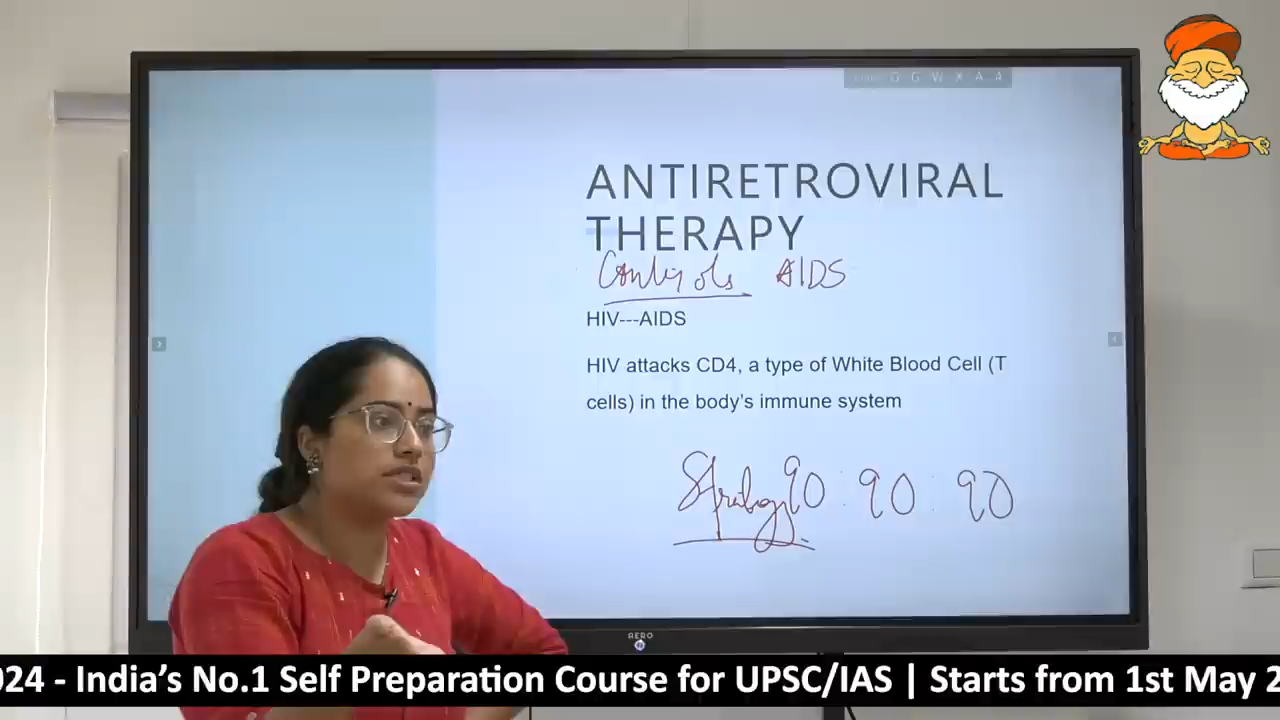 ANTIRETROVIRAL
THERAPY
Controls AIDS
HIV---AIDS
HIV attacks CD4, a type of White Blood Cell (T
cells) in the body's immune system
Strategy 90 : 90 : 90
AERO
024 - India's No.1 Self Preparation Course for UPSC/IAS | Starts from 1st May 2